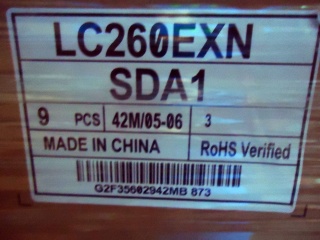 LC260EXN
SDA1
9 PCS 42M/05-06 3
MADE IN CHINA RoHS Verified
G2F35602942MB 873